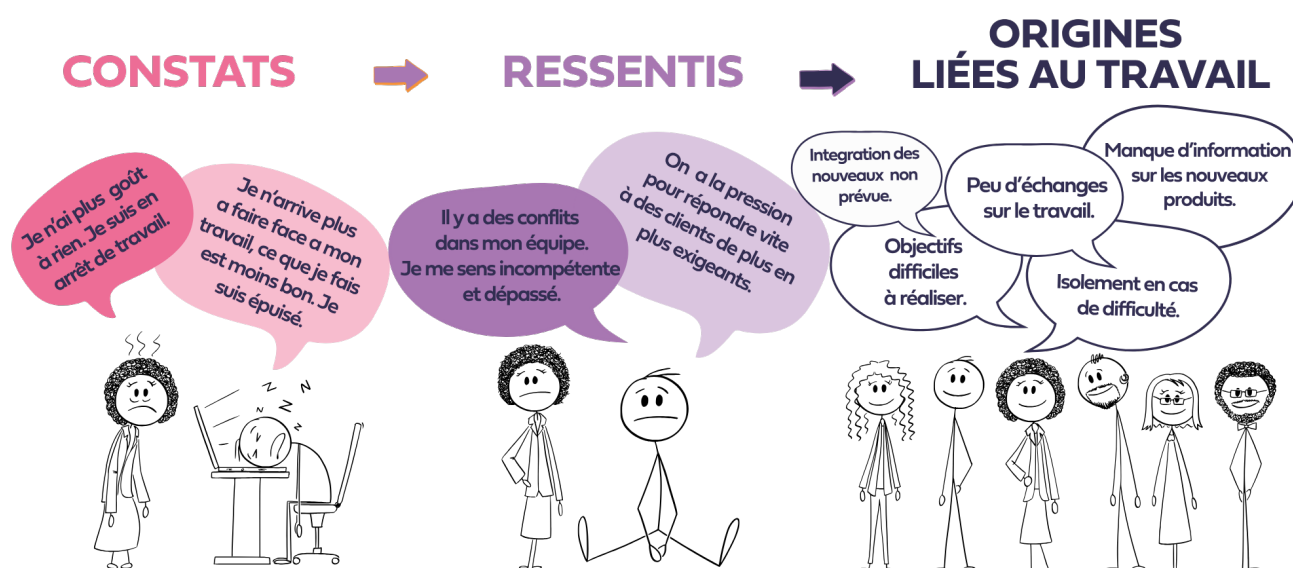 CONSTATS
RESSENTIS
ORIGINES
LIÉES AU TRAVAIL
Je n'ai plus goût
à rien. Je suis en
arrêt de travail.
Je n'arrive plus
a faire face a mon
travail, ce que je fais
est moins bon. Je
suis épuisé.
Il y a des conflits
dans mon équipe.
Je me sens incompétente
et dépassé.
On a la pression
pour répondre vite
à des clients de plus en
plus exigeants.
Integration des
nouveaux non
prévue.
Peu d'échanges
sur le travail.
Manque d'information
sur les nouveaux
produits.
Objectifs
difficiles
à réaliser.
Isolement en cas
de difficulté.
z z N
z
N z